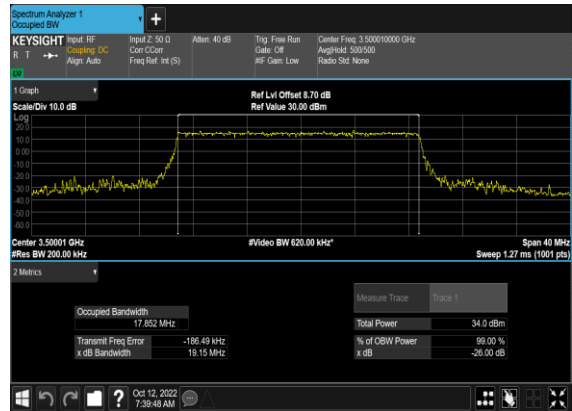 Spectrum Analyzer 1
Occupied BW
+
KEYSIGHT Input: RF Input Z: 50 Ω Atten: 40 dB Trig: Free Run Center Freq: 3.500010000 GHz
R T Coupling: DC Corr CCorr Gate: Off Avg|Hold: 500/500
Align: Auto Freq Ref: Int (S) #IF Gain: Low Radio Std: None
LW
1 Graph
Ref Lvl Offset 8.70 dB
Scale/Div 10.0 dB Ref Value 30.00 dBm
Log
20.0
10.0
0.00
-10.0
-20.0
-30.0
-40.0
-50.0
-60.0
Center 3.50001 GHz #Video BW 620.00 kHz* Span 40 MHz
#Res BW 200.00 kHz Sweep 1.27 ms (1001 pts)
2 Metrics
Measure Trace Trace 1
Occupied Bandwidth
17.852 MHz Total Power 34.0 dBm
Transmit Freq Error -186.49 kHz % of OBW Power 99.00 %
x dB Bandwidth 19.15 MHz x dB -26.00 dB
? Oct 12, 2022
7:39:48 AM